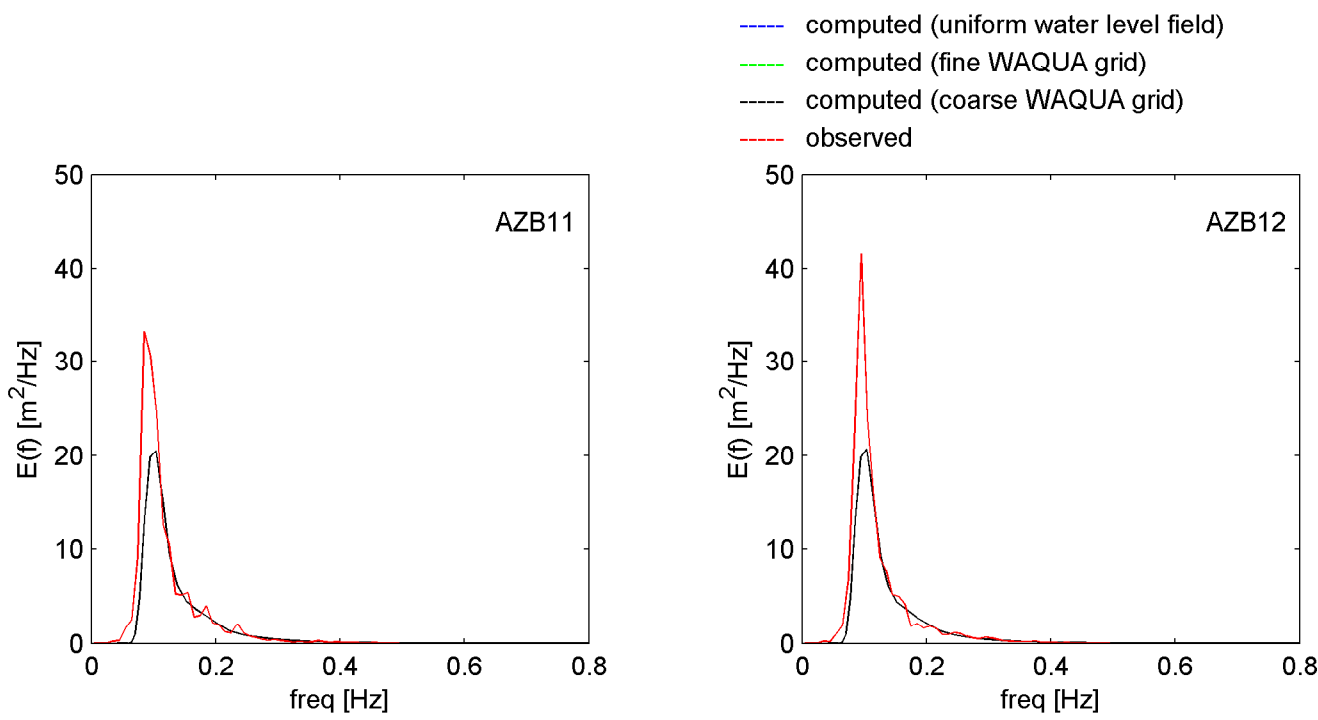 computed (uniform water level field)
computed (fine WAQUA grid)
computed (coarse WAQUA grid)
observed
50
40
30
20
10
0
E(f) [m²/Hz]
AZB11
0
0.2
0.4
0.6
0.8
freq [Hz]
50
40
30
20
10
0
E(f) [m²/Hz]
AZB12
0
0.2
0.4
0.6
0.8
freq [Hz]